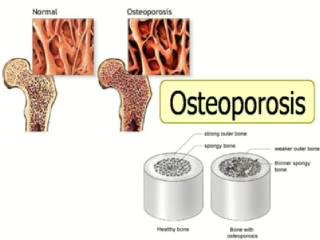 Normal
Osteoporosis
Osteoporosis
strong outer bone
spongy bone
weaker outer bone
thinner spongy
bone
Healthy bone
Bone with
osteoporosis